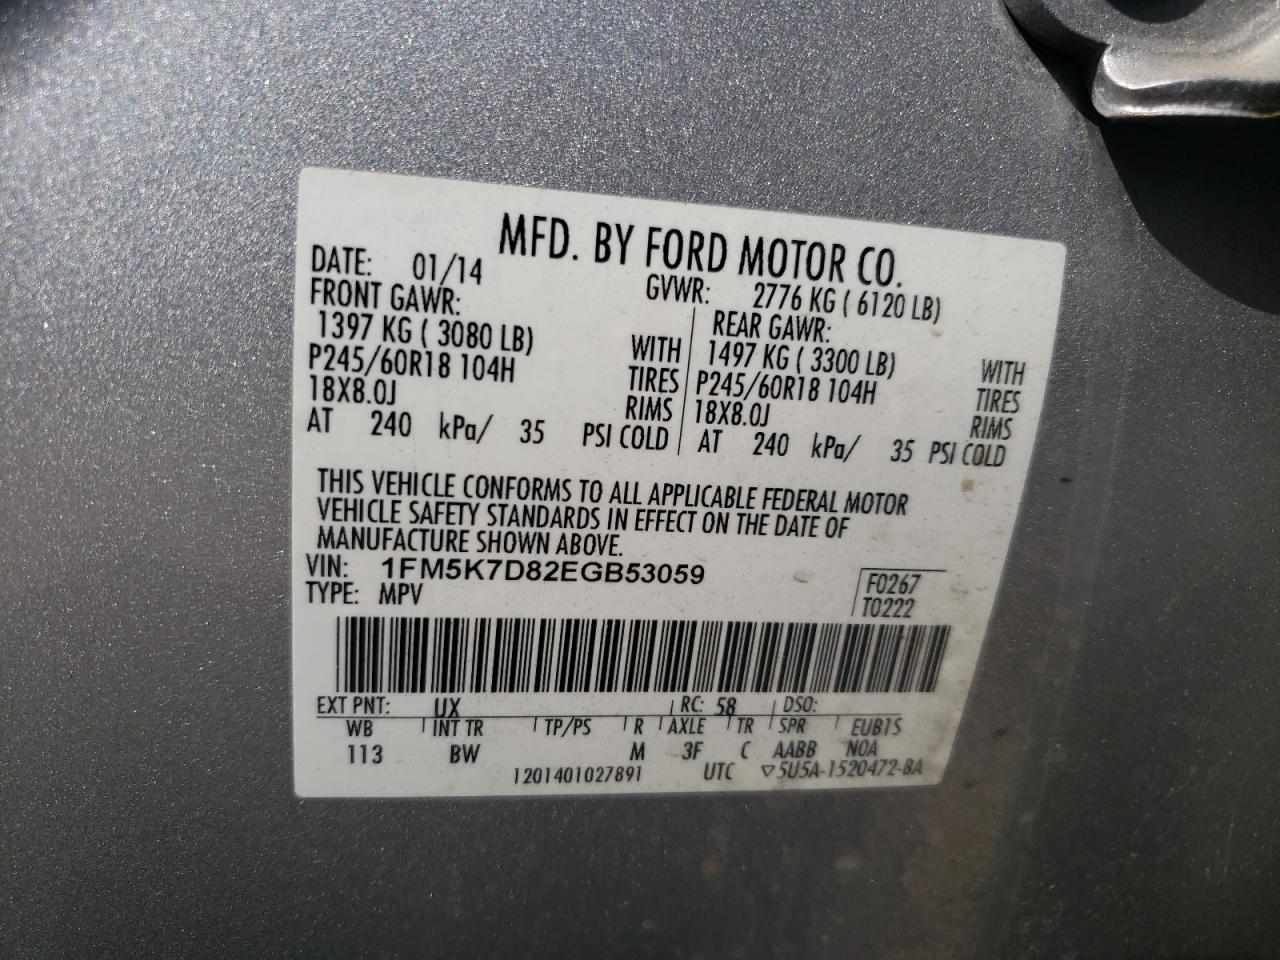 MFD. BY FORD MOTOR CO.
DATE: 01/14 GVWR: 2776 KG ( 6120 LB)
FRONT GAWR: REAR GAWR:
1397 KG ( 3080 LB) WITH 1497 KG ( 3300 LB) WITH
P245/60R18 104H TIRES P245/60R18 104H TIRES
18X8.0J RIMS 18X8.0J RIMS
AT 240 kPa/ 35 PSI COLD AT 240 kPa/ 35 PSI COLD
THIS VEHICLE CONFORMS TO ALL APPLICABLE FEDERAL MOTOR
VEHICLE SAFETY STANDARDS IN EFFECT ON THE DATE OF
MANUFACTURE SHOWN ABOVE.
VIN: 1FM5K7D82EGB53059 F0267
TYPE: MPV T0222
EXT PNT: UX RC: 58 DSO:
WB INT TR TP/PS R AXLE TR SPR EUB15
113 BW M 3F C AABB N0A
1201401027891 UTC ▽5U5A-1520472-BA